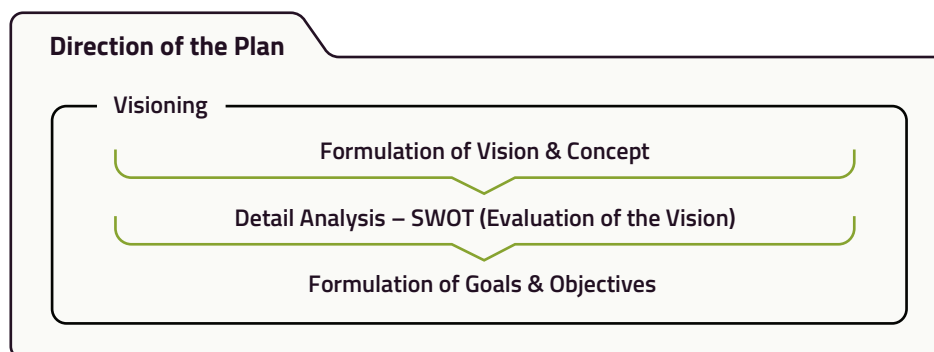 Direction of the Plan
Visioning
Formulation of Vision & Concept
Detail Analysis – SWOT (Evaluation of the Vision)
Formulation of Goals & Objectives